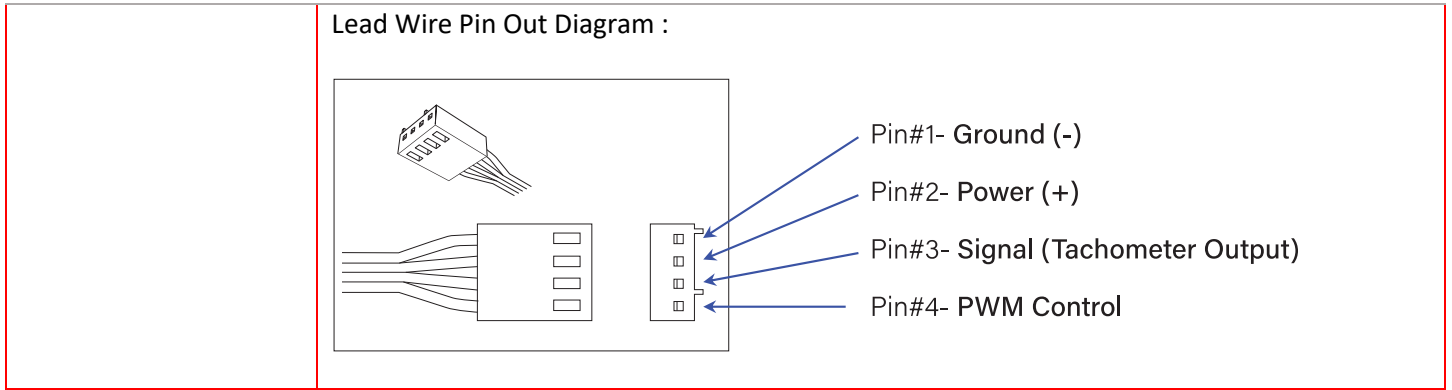 Lead Wire Pin Out Diagram :
Pin#1- Ground (-)
Pin#2- Power (+)
Pin#3- Signal (Tachometer Output)
Pin#4- PWM Control